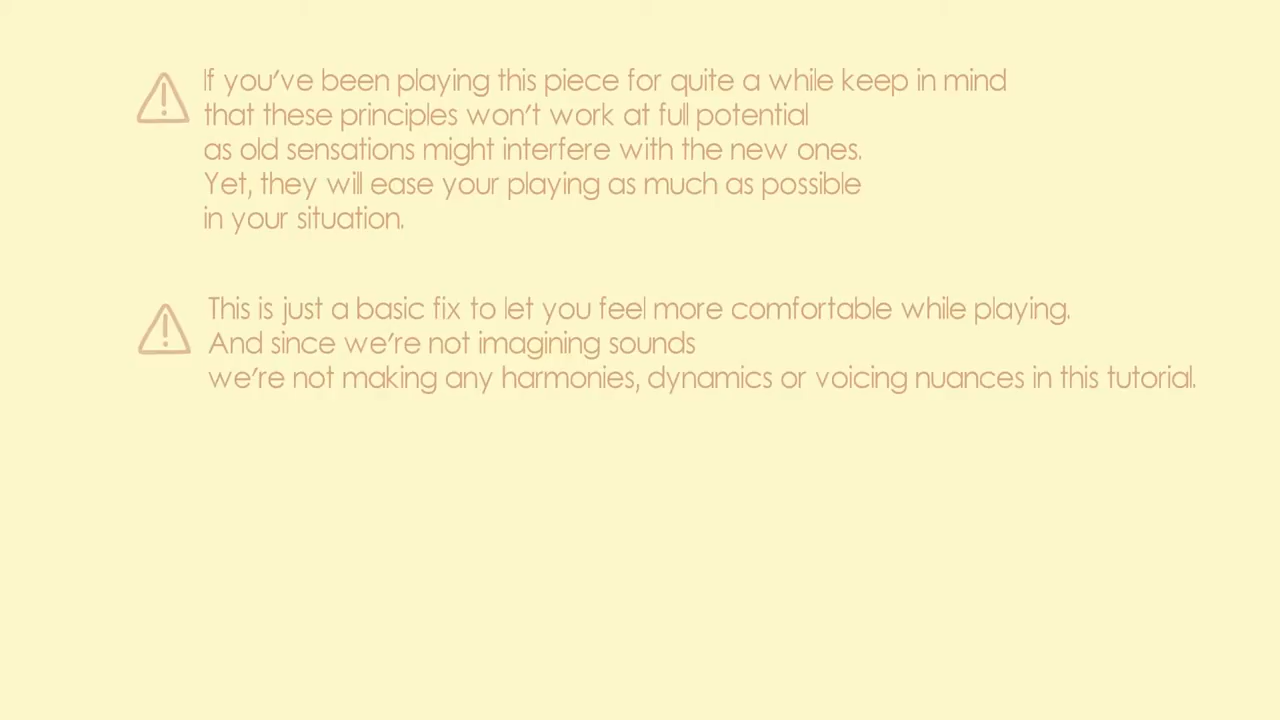 If you've been playing this piece for quite a while keep in mind
that these principles won't work at full potential
as old sensations might interfere with the new ones.
Yet, they will ease your playing as much as possible
in your situation.
This is just a basic fix to let you feel more comfortable while playing.
And since we're not imagining sounds
we're not making any harmonies, dynamics or voicing nuances in this tutorial.